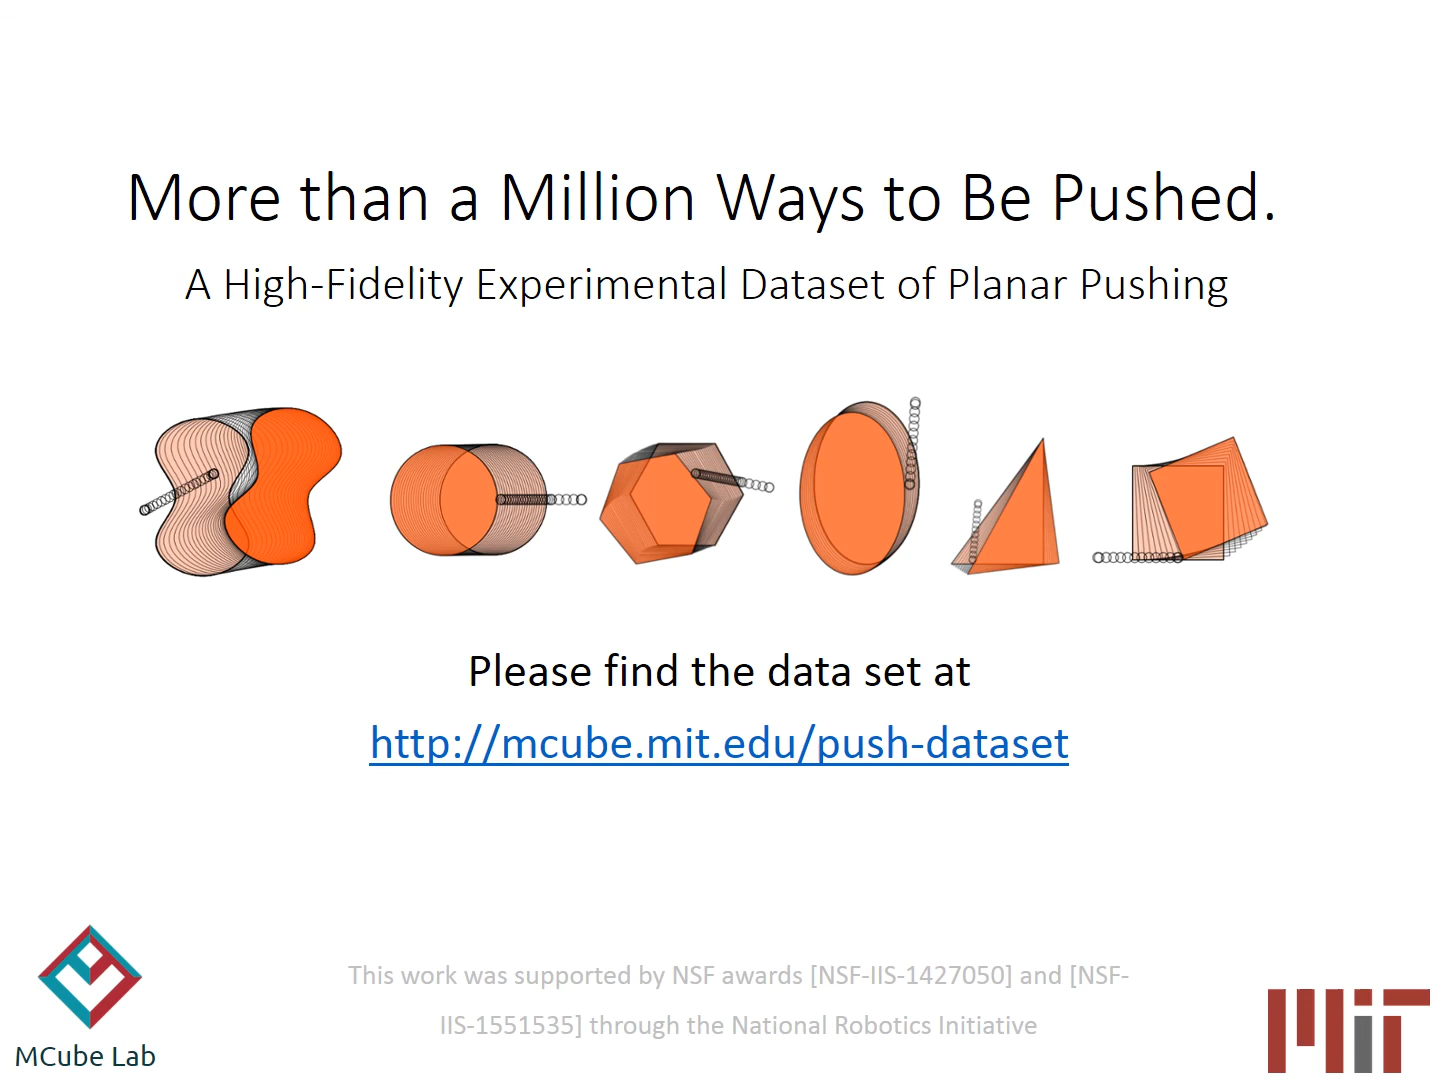 More than a Million Ways to Be Pushed.
A High-Fidelity Experimental Dataset of Planar Pushing
Please find the data set at
http://mcube.mit.edu/push-dataset
This work was supported by NSF awards [NSF-IIS-1427050] and [NSF-
IIS-1551535] through the National Robotics Initiative
MCube Lab
MIT